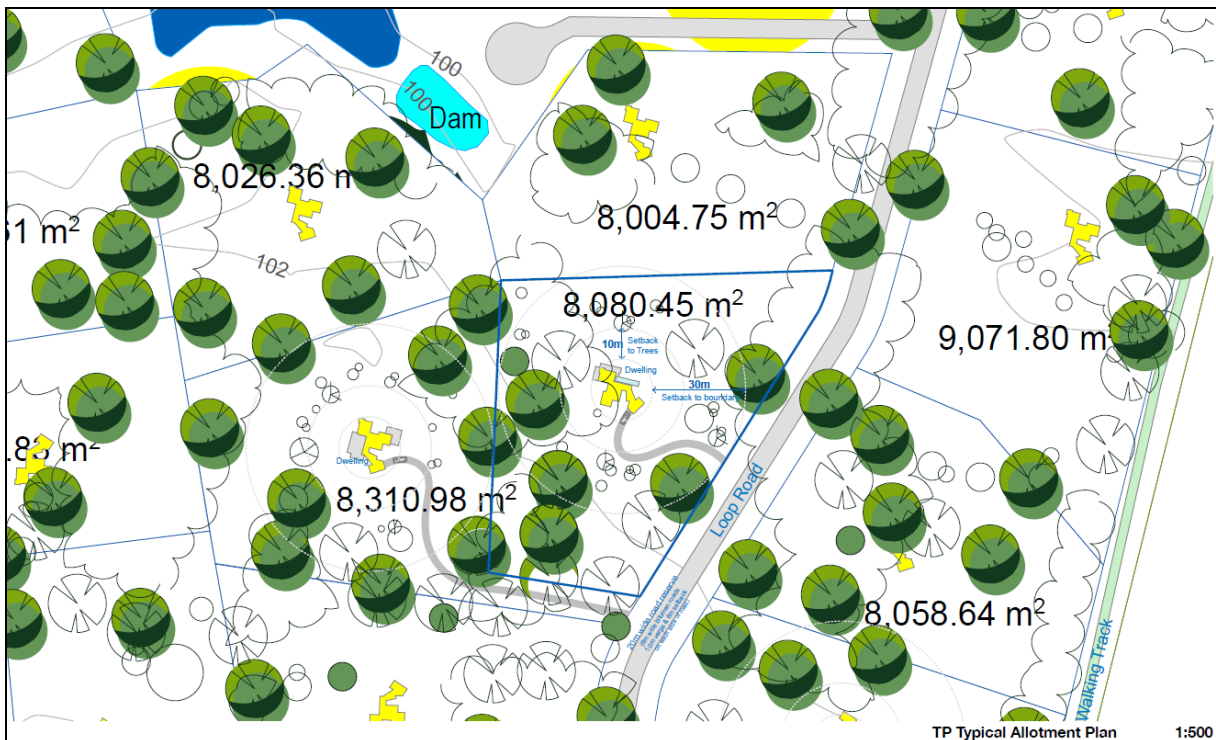 100
100
Dam
8,026.36 m
61 m²
8,004.75 m²
102
8,080.45 m²
10m
Setback
to Trees
Dwelling
30m
Setback to boundary
9,071.80 m²
.83 m²
Dwelling
8,310.98 m²
Loop Road
20m wide road reserve
8,058.64 m²
Walking Track
TP Typical Allotment Plan 1:500